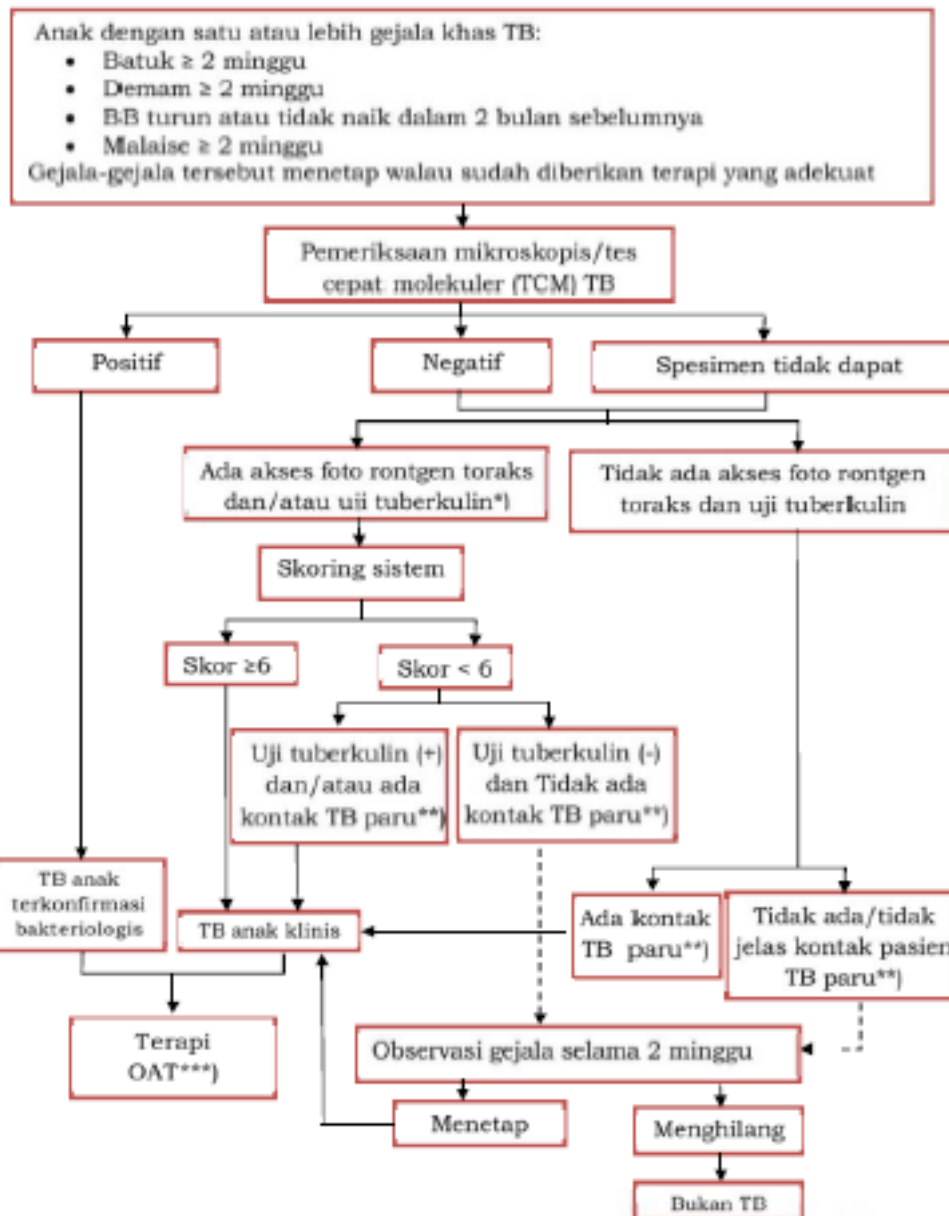 Anak dengan satu atau lebih gejala khas TB:
• Batuk ≥ 2 minggu
• Demam ≥ 2 minggu
• BB turun atau tidak naik dalam 2 bulan sebelumnya
• Malaise ≥ 2 minggu
Gejala-gejala tersebut menetap walau sudah diberikan terapi yang adekuat
Pemeriksaan mikroskopis/tes
cepat molekuler (TCM) TB
Positif
Negatif
Spesimen tidak dapat
Ada akses foto rontgen toraks
dan/atau uji tuberkulin*)
Tidak ada akses foto rontgen
toraks dan uji tuberkulin
Skoring sistem
Skor ≥6
Skor < 6
Uji tuberkulin (+)
dan/atau ada
kontak TB paru**)
Uji tuberkulin (-)
dan Tidak ada
kontak TB paru**)
TB anak
terkonfirmasi
bakteriologis
TB anak klinis
Ada kontak
TB paru**)
Tidak ada/tidak
jelas kontak pasien
TB paru**)
Terapi
OAT***)
Observasi gejala selama 2 minggu
Menetap
Menghilang
Bukan TB